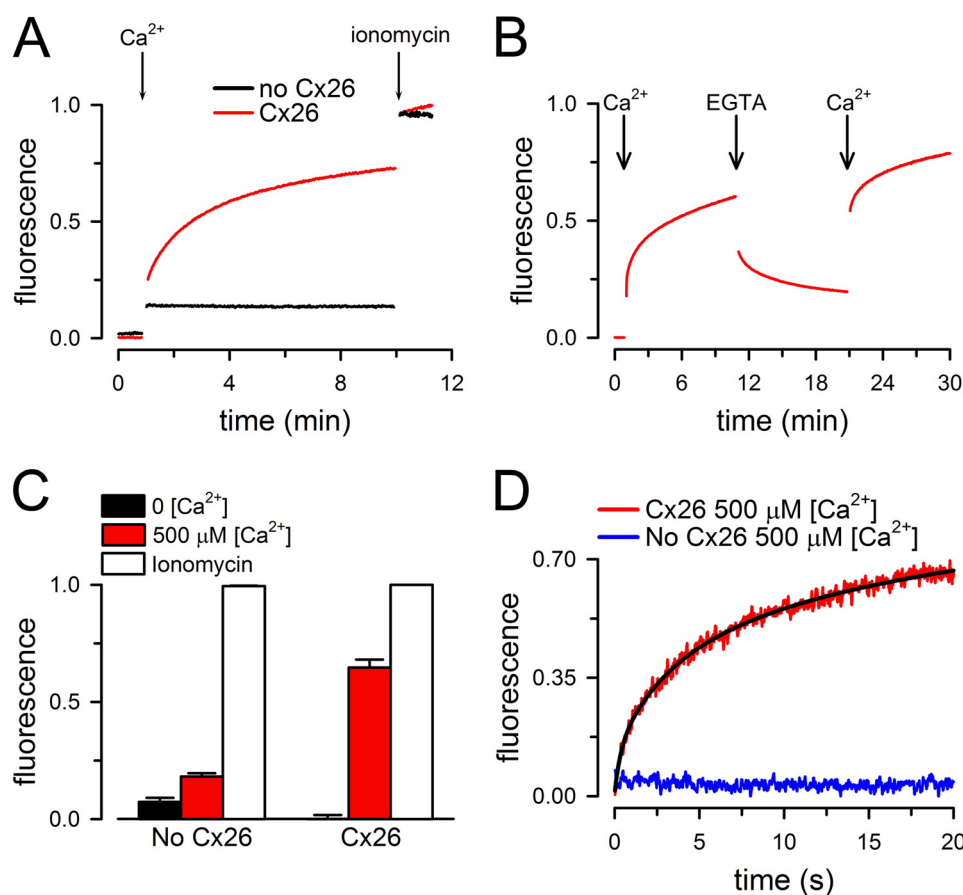 A
Ca²⁺
ionomycin
no Cx26
Cx26
1.0
0.5
0.0
fluorescence
0
4
8
12
time (min)
B
Ca²⁺
EGTA
Ca²⁺
1.0
0.5
0.0
fluorescence
0
6
12
18
24
30
time (min)
C
0 [Ca²⁺]
500 μM [Ca²⁺]
Ionomycin
1.0
0.5
0.0
fluorescence
No Cx26
Cx26
D
Cx26 500 μM [Ca²⁺]
No Cx26 500 μM [Ca²⁺]
0.70
0.35
0.00
fluorescence
0
5
10
15
20
time (s)